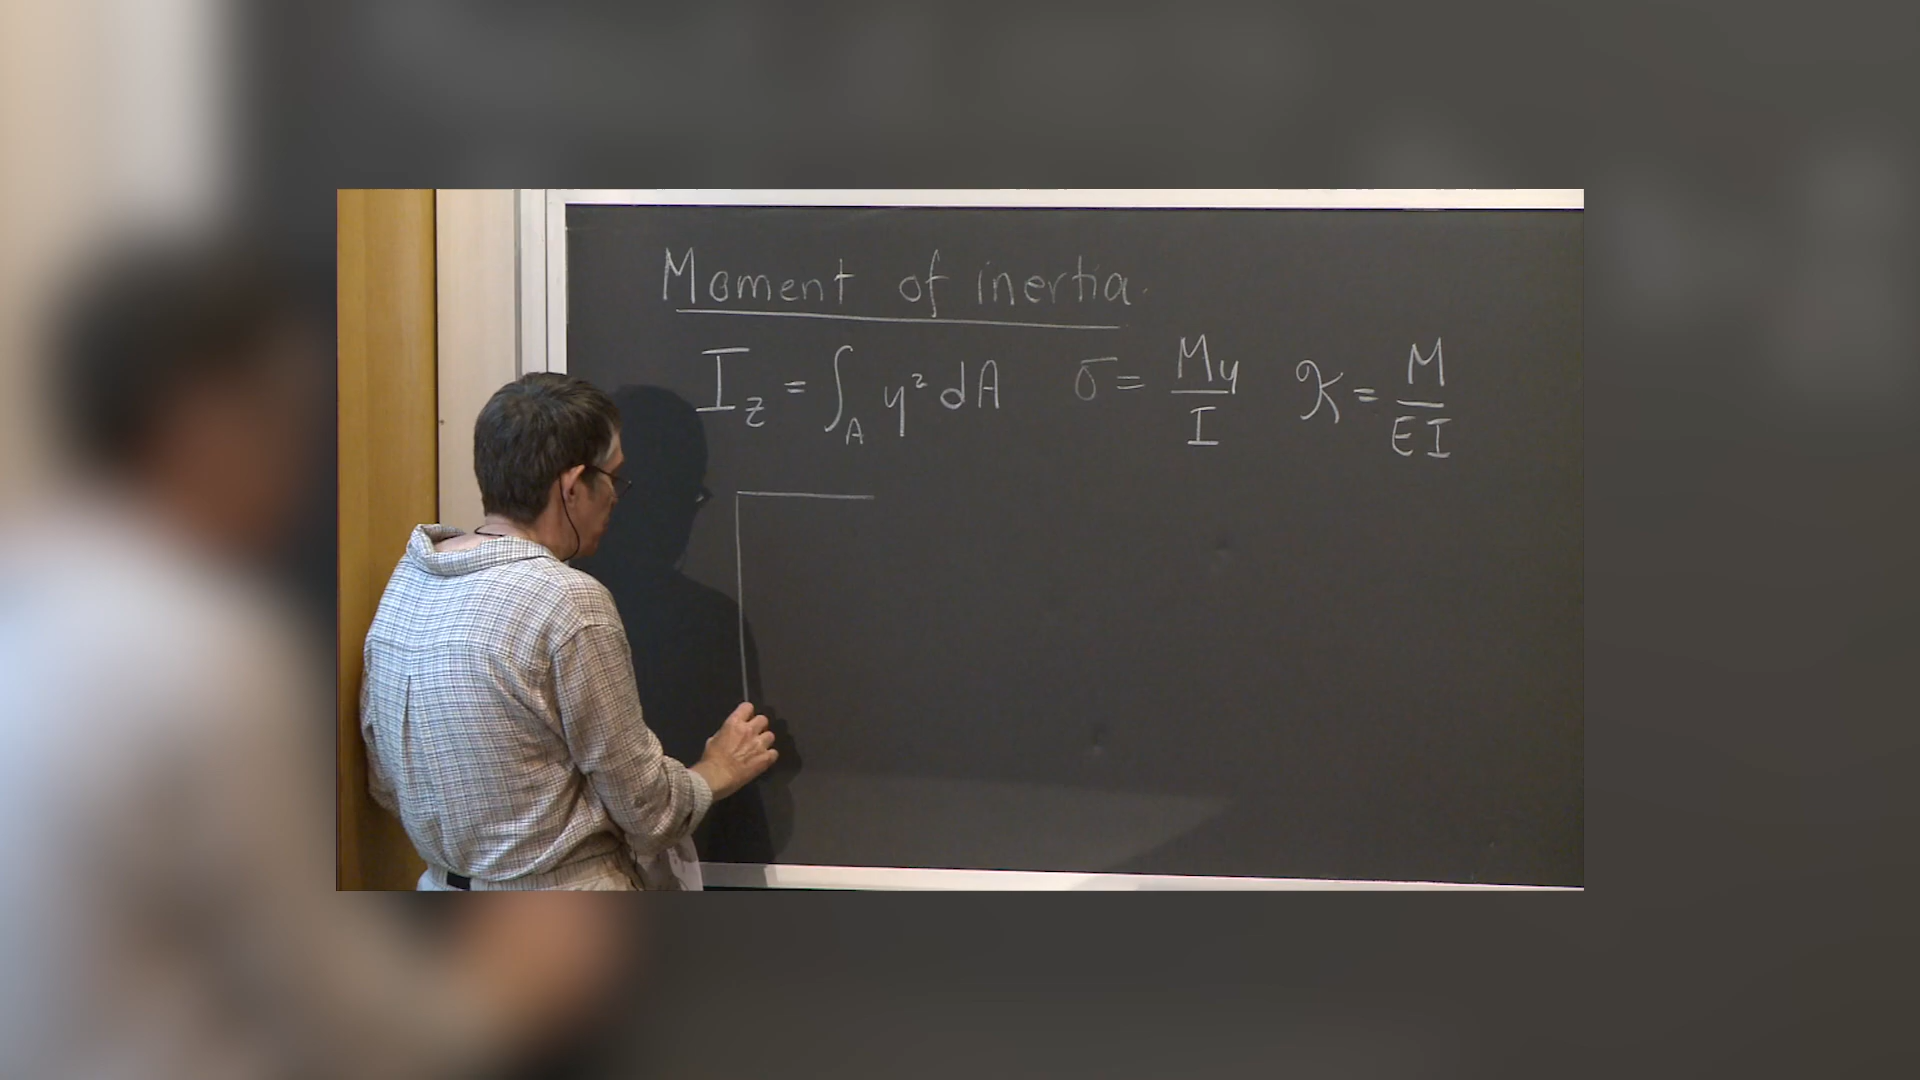 Moment of inertia.
I_z = ∫_A y² dA   σ = My/I   𝒦 = M/EI